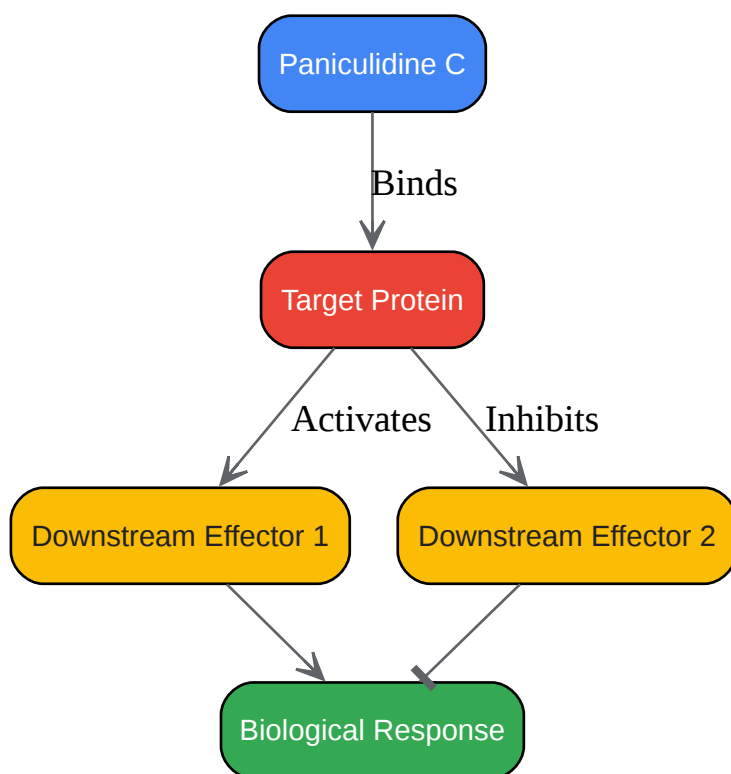 Paniculidine C
Binds
Target Protein
Activates
Inhibits
Downstream Effector 1
Downstream Effector 2
Biological Response